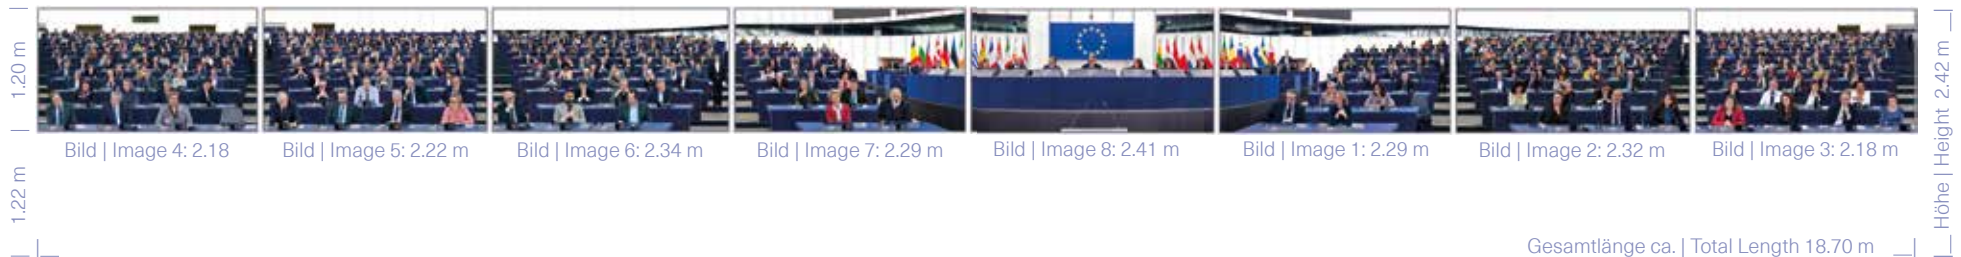 1.20 m
1.22 m
Bild | Image 4: 2.18
Bild | Image 5: 2.22 m
Bild | Image 6: 2.34 m
Bild | Image 7: 2.29 m
Bild | Image 8: 2.41 m
Bild | Image 1: 2.29 m
Bild | Image 2: 2.32 m
Bild | Image 3: 2.18 m
Höhe | Height 2.42 m
Gesamtlänge ca. | Total Length 18.70 m